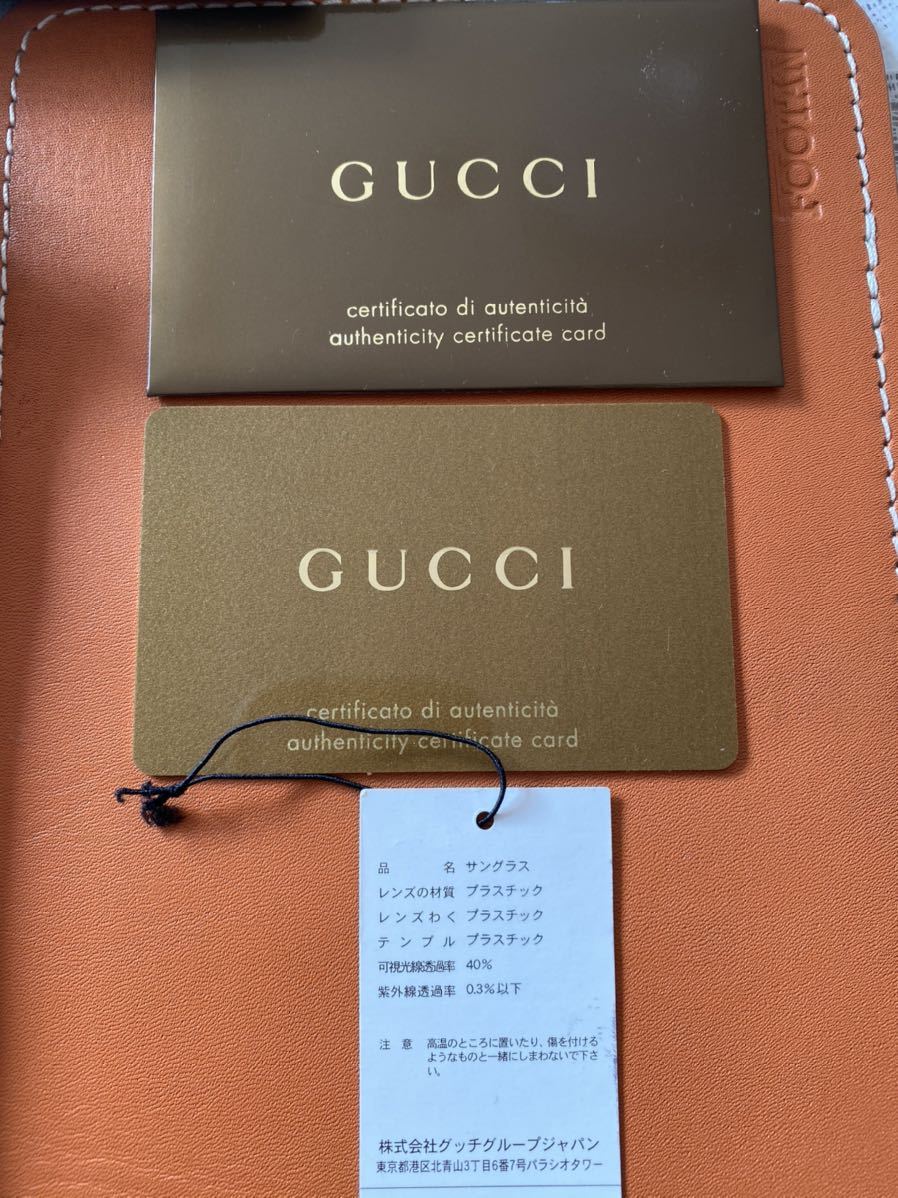 GUCCI
certificato di autenticità
authenticity certificate card
FOOTAN
GUCCI
certificato di autenticità
authenticity certificate card
品 名 サングラス
レンズの材質 プラスチック
レンズわく プラスチック
テンプル プラスチック
可視光線透過率 40%
紫外線透過率 0.3%以下
注 意 高温のところに置いたり、傷を付ける
ようなものと一緒にしまわないで下さ
い。
株式会社グッチグループジャパン
東京都港区北青山3丁目6番7号パラシオタワー